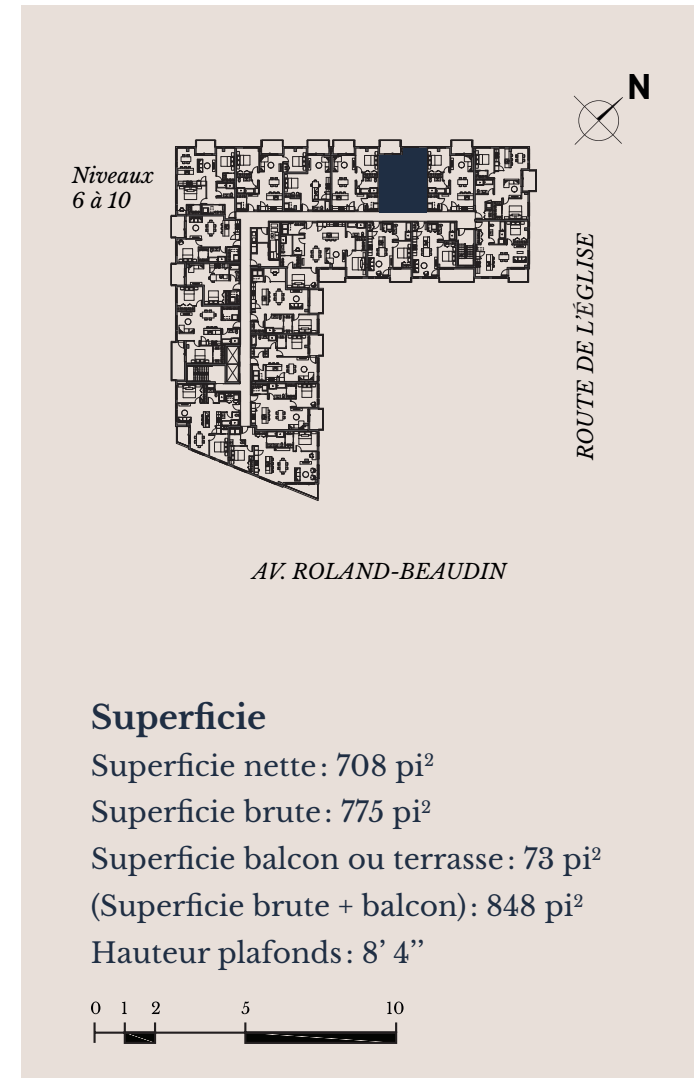 N
Niveaux
6 à 10
ROUTE DE L'ÉGLISE
AV. ROLAND-BEAUDIN
Superficie
Superficie nette : 708 pi²
Superficie brute : 775 pi²
Superficie balcon ou terrasse : 73 pi²
(Superficie brute + balcon) : 848 pi²
Hauteur plafonds : 8’ 4’’
0 1 2 5 10